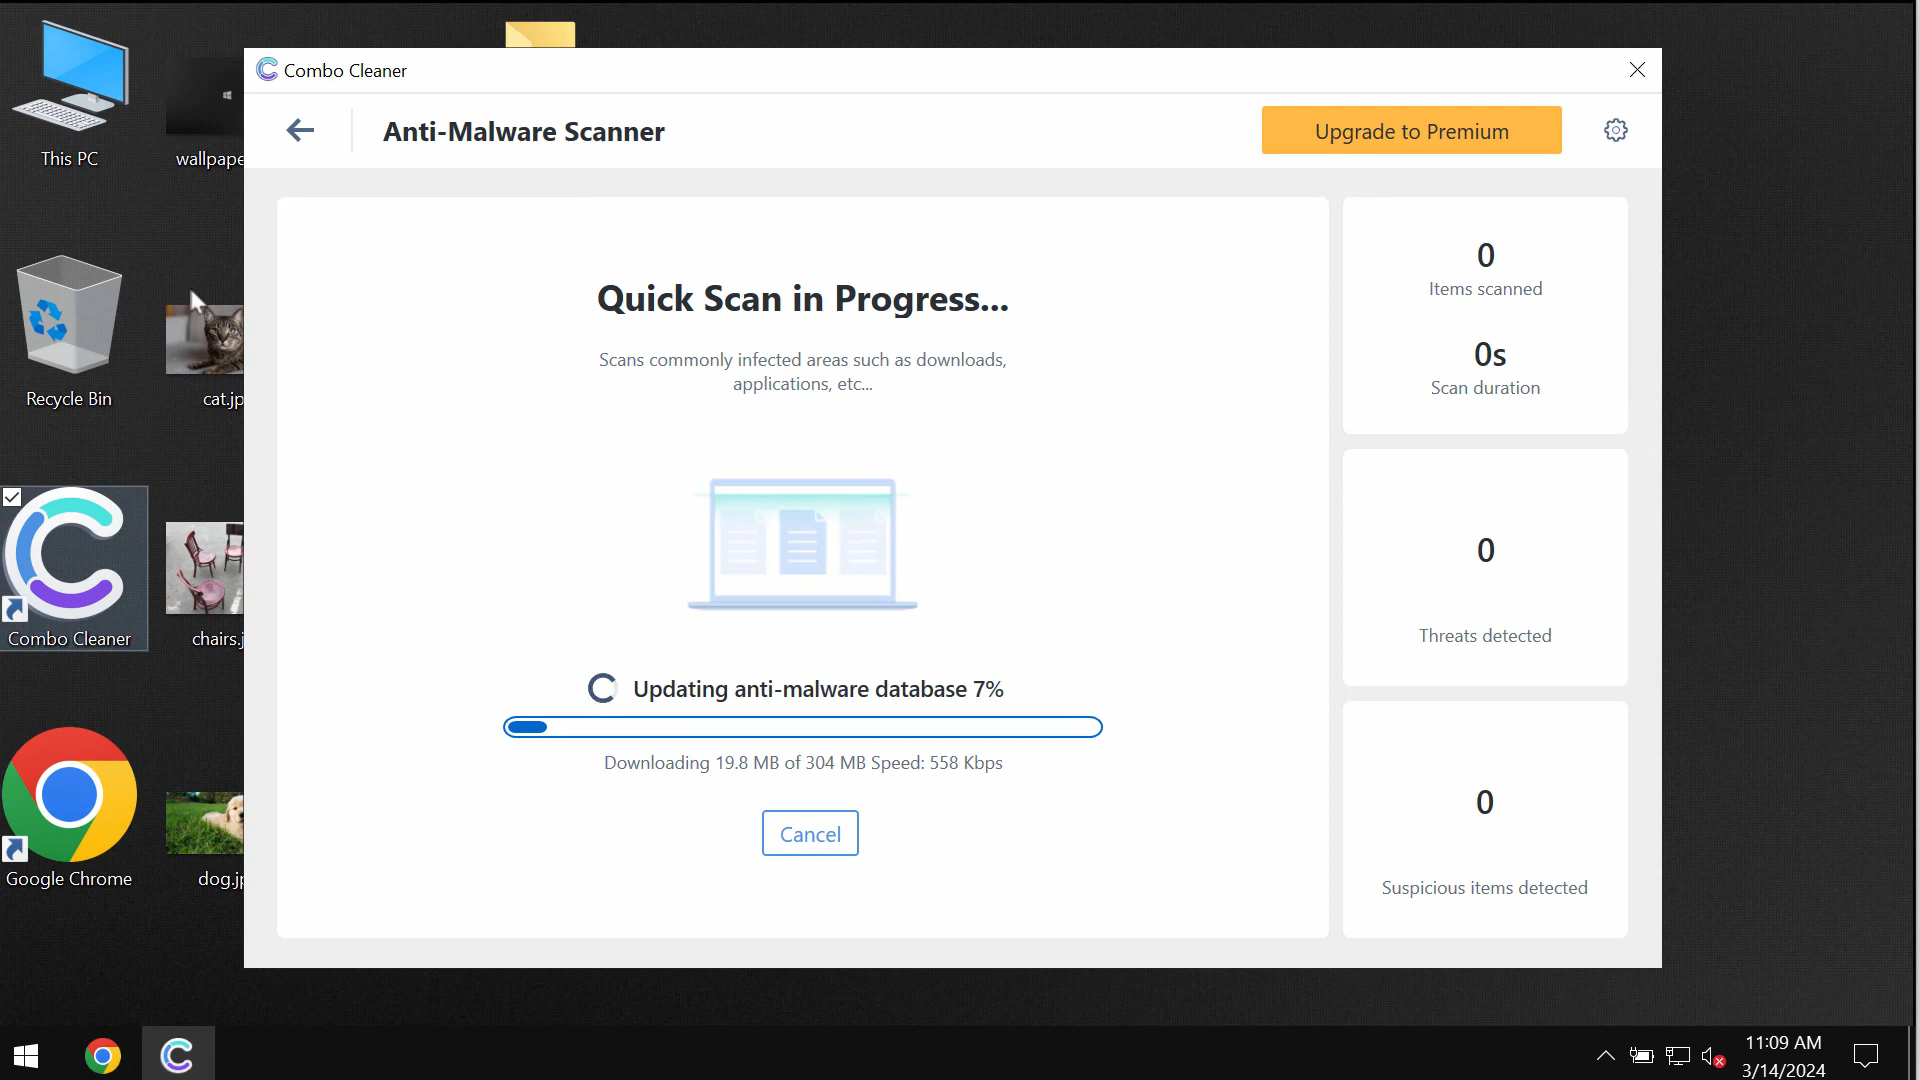 Combo Cleaner
Anti-Malware Scanner
Upgrade to Premium
This PC
wallpape
Quick Scan in Progress...
Scans commonly infected areas such as downloads,
applications, etc...
0
Items scanned
0s
Scan duration
Recycle Bin
cat.jp
0
Threats detected
Combo Cleaner
chairs.j
Updating anti-malware database 7%
Downloading 19.8 MB of 304 MB Speed: 558 Kbps
Cancel
0
Suspicious items detected
Google Chrome
dog.jp
11:09 AM
3/14/2024